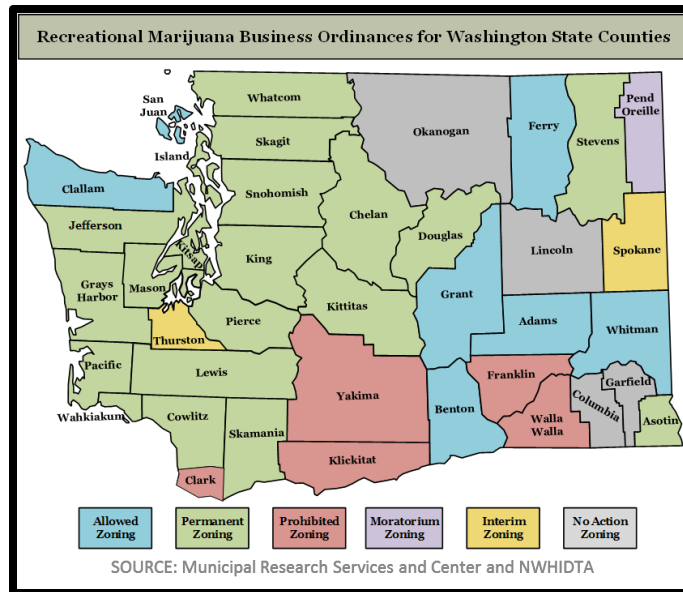 Recreational Marijuana Business Ordinances for Washington State Counties
San
Juan
Whatcom
Okanogan
Ferry
Pend
Oreille
Stevens
Skagit
Island
Clallam
Snohomish
Chelan
Jefferson
Douglas
Kitsap
King
Lincoln
Spokane
Grays
Harbor
Mason
Grant
Kittitas
Pierce
Adams
Whitman
Thurston
Pacific
Lewis
Franklin
Garfield
Yakima
Columbia
Wahkiakum
Cowlitz
Benton
Walla
Walla
Asotin
Skamania
Klickitat
Clark
Allowed
Zoning
Permanent
Zoning
Prohibited
Zoning
Moratorium
Zoning
Interim
Zoning
No Action
Zoning
SOURCE: Municipal Research Services and Center and NWHIDTA